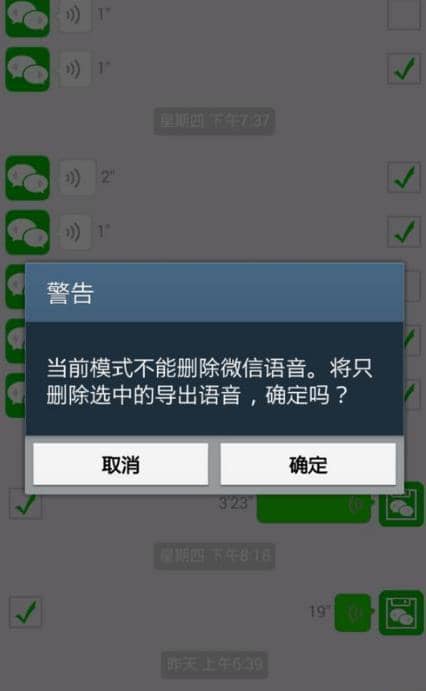 1"
1"
星期四 下午7:37
2"
1"
警告
当前模式不能删除微信语音。将只
删除选中的导出语音，确定吗？
取消
确定
3'23"
星期四 下午8:18
19"
昨天 上午6:39